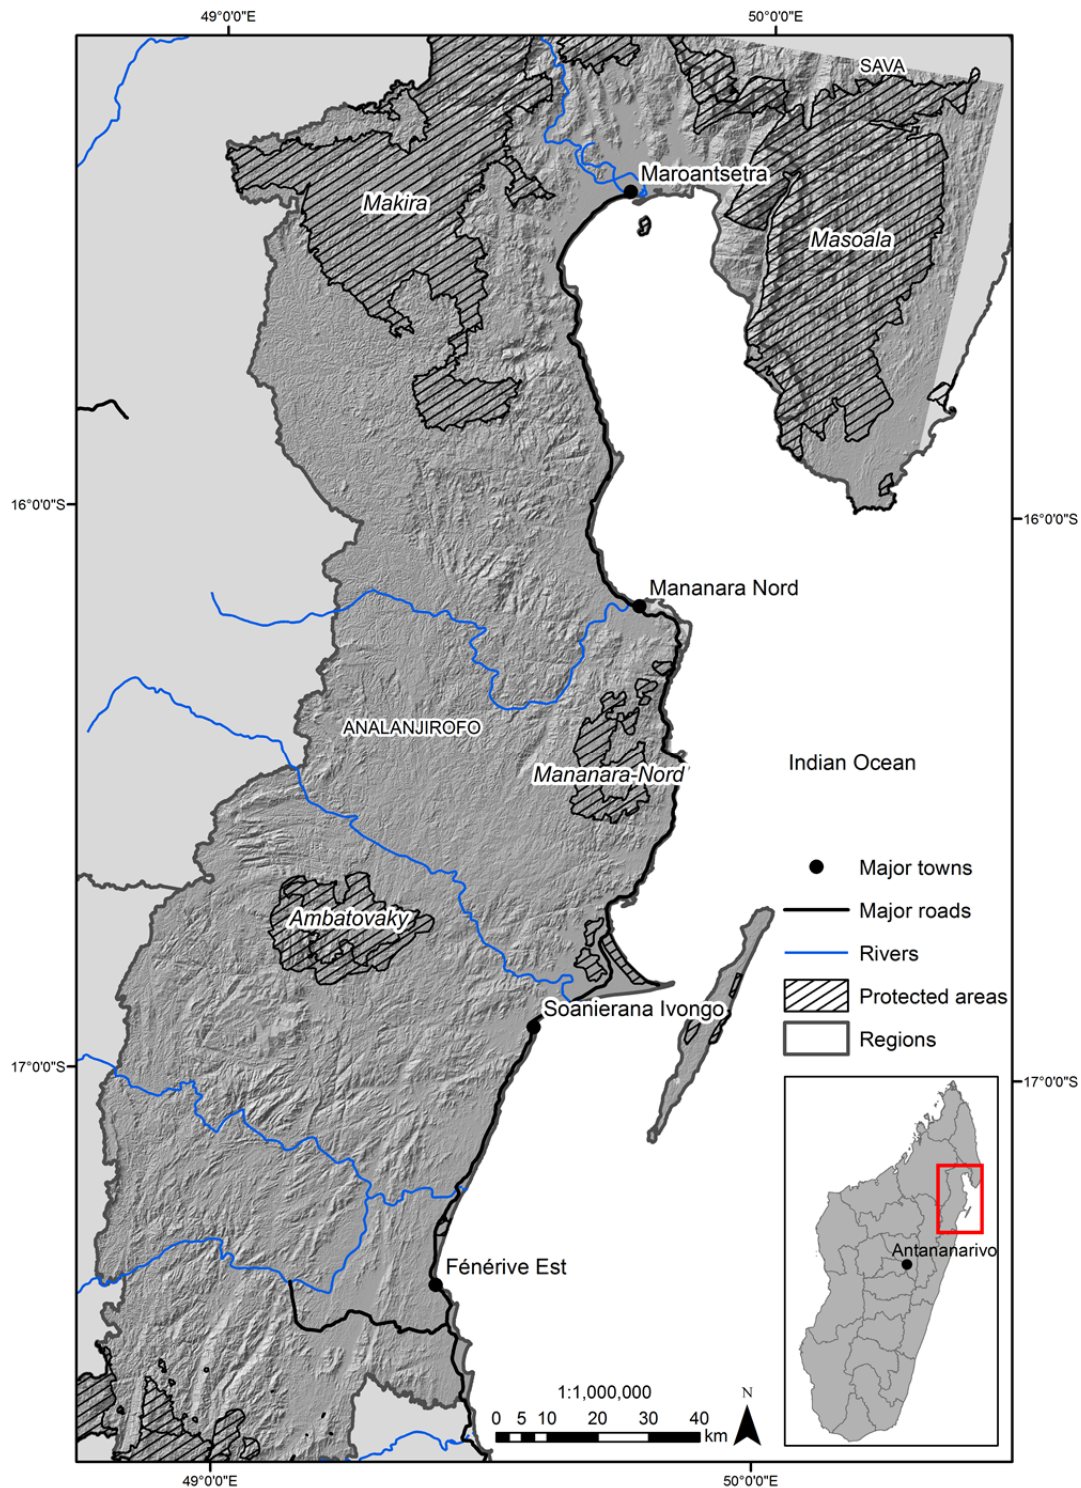 49°0'0"E
50°0'0"E
SAVA
Maroantsetra
Makira
Masoala
16°0'0"S
16°0'0"S
Mananara Nord
ANALANJIROFO
Mananara-Nord
Indian Ocean
Major towns
Major roads
Ambatovaky
Rivers
Protected areas
Soanierana Ivongo
Regions
17°0'0"S
17°0'0"S
Antananarivo
Fénérive Est
1:1,000,000
N
0 5 10 20 30 40
km
49°0'0"E
50°0'0"E